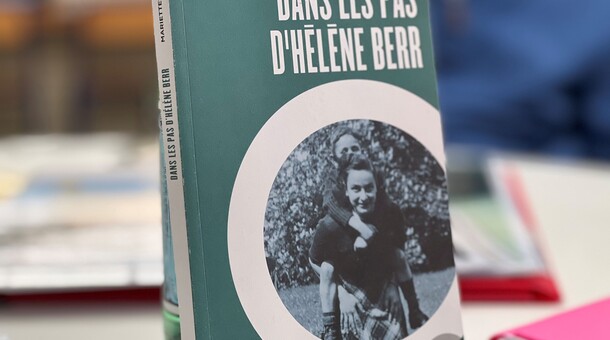 DANS LES PAS
D'HÉLÈNE BERR
DANS LES PAS D'HÉLÈNE BERR
MARIETTE